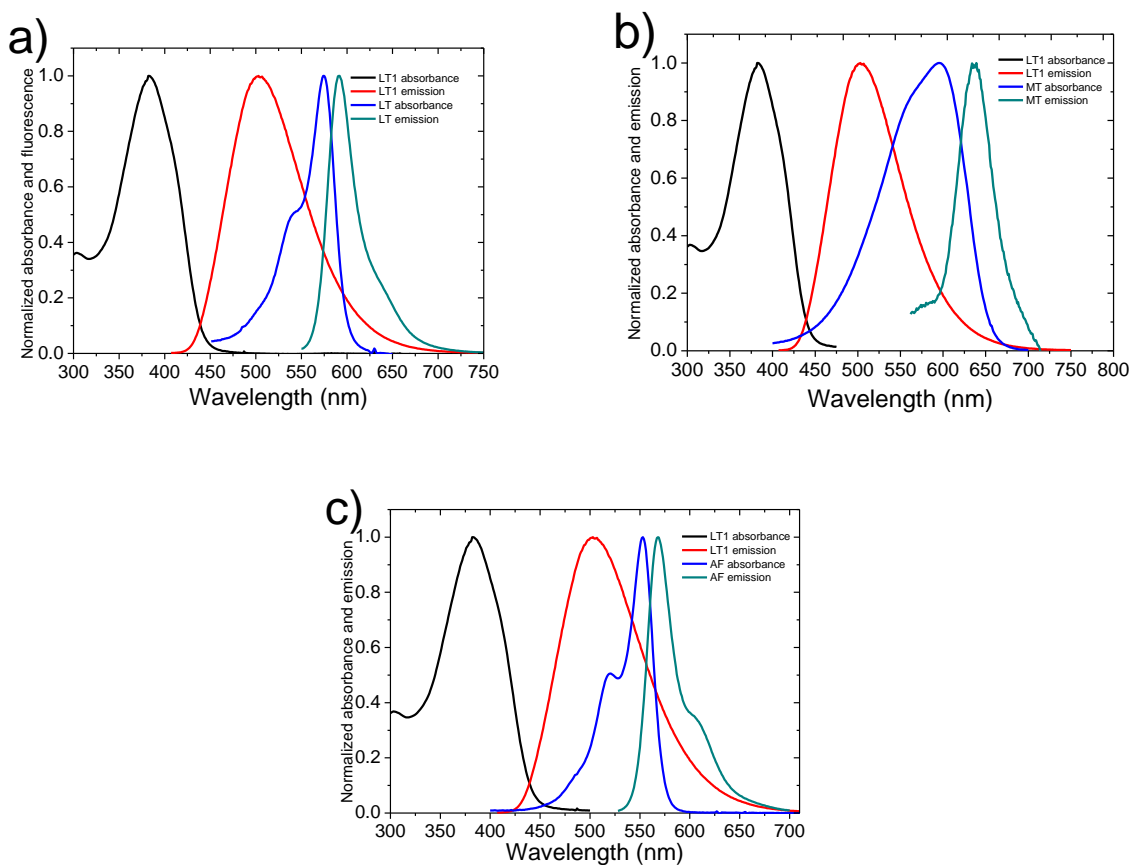 a)
Normalized absorbance and fluorescence
1.0
0.8
0.6
0.4
0.2
0.0
LT1 absorbance
LT1 emission
LT absorbance
LT emission
300 350 400 450 500 550 600 650 700 750
Wavelength (nm)
b)
Normalized absorbance and emission
1.0
0.8
0.6
0.4
0.2
0.0
LT1 absorbance
LT1 emission
MT absorbance
MT emission
300 350 400 450 500 550 600 650 700 750 800
Wavelength (nm)
c)
Normalized absorbance and emission
1.0
0.8
0.6
0.4
0.2
0.0
LT1 absorbance
LT1 emission
AF absorbance
AF emission
300 350 400 450 500 550 600 650 700
Wavelength (nm)